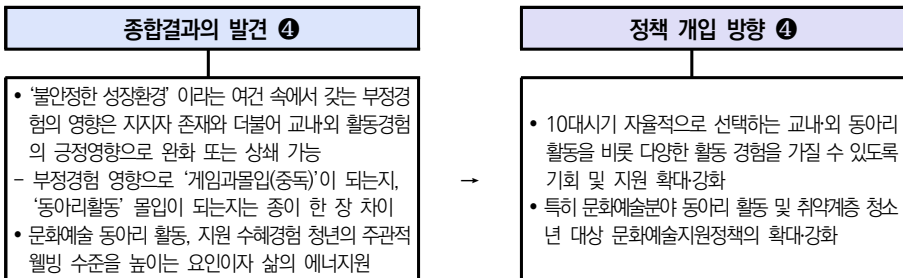 종합결과의 발견 ❹
• ‘불안정한 성장환경’ 이라는 여건 속에서 갖는 부정경
험의 영향은 지지자 존재와 더불어 교내·외 활동경험
의 긍정영향으로 완화 또는 상쇄 가능
- 부정경험 영향으로 ‘게임과몰입(중독)’이 되는지,
‘동아리활동’ 몰입이 되는지는 종이 한 장 차이
• 문화예술 동아리 활동, 지원 수혜경험 청년의 주관적
웰빙 수준을 높이는 요인이자 삶의 에너지원
→
정책 개입 방향 ❹
• 10대시기 자율적으로 선택하는 교내·외 동아리
활동을 비롯 다양한 활동 경험을 가질 수 있도록
기회 및 지원 확대·강화
• 특히 문화예술분야 동아리 활동 및 취약계층 청소
년 대상 문화예술지원정책의 확대·강화